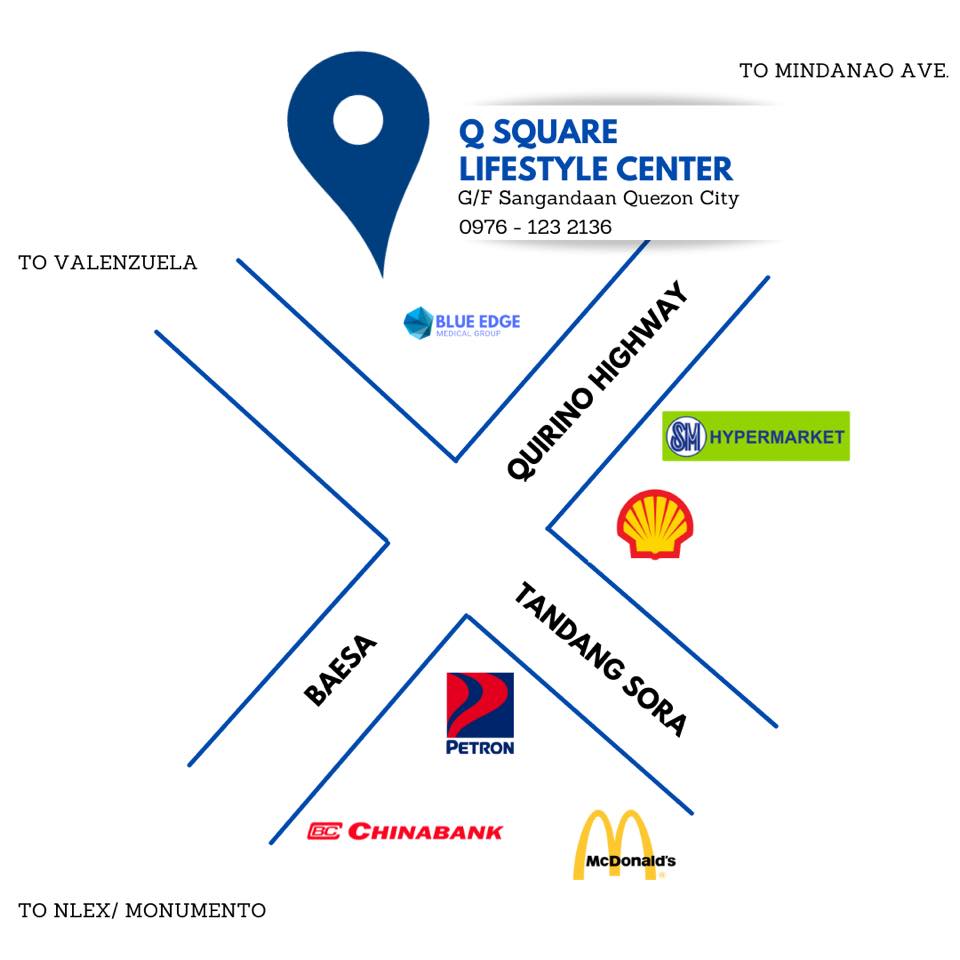 TO MINDANAO AVE.
Q SQUARE
LIFESTYLE CENTER
G/F Sangandaan Quezon City
0976 - 123 2136
TO VALENZUELA
BLUE EDGE
MEDICAL GROUP
QUIRINO HIGHWAY
SM HYPERMARKET
TANDANG SORA
BAESA
PETRON
CBC CHINABANK
McDonald's
TO NLEX/ MONUMENTO